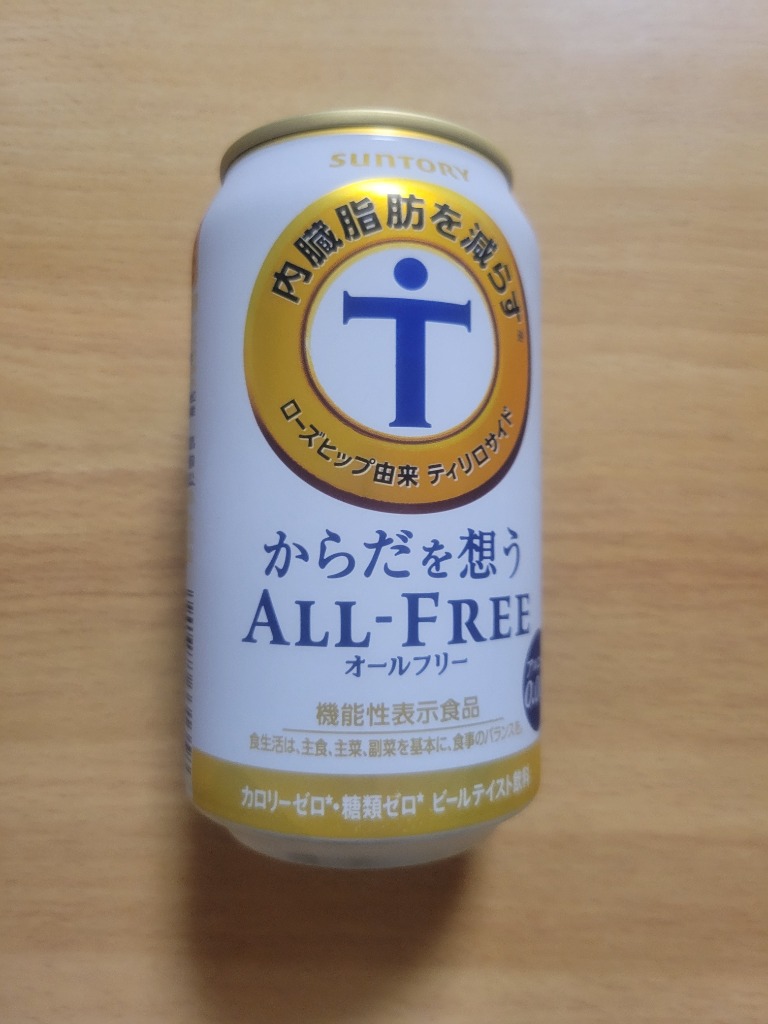 SUNTORY
内臓脂肪を減らす*
T
ローズヒップ由来 ティリロサイド
からだを想う
ALL-FREE
オールフリー
機能性表示食品
食生活は、主食、主菜、副菜を基本に、食事のバランスを。
カロリーゼロ*・糖類ゼロ* ビールテイスト飲料